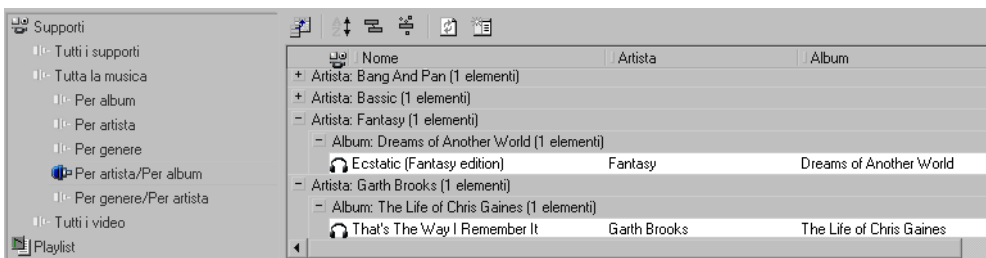 Supporti
Tutti i supporti
Tutta la musica
Per album
Per artista
Per genere
Per artista/Per album
Per genere/Per artista
Tutti i video
Playlist
Nome Artista Album
Artista: Bang And Pan (1 elementi)
Artista: Bassic (1 elementi)
Artista: Fantasy (1 elementi)
Album: Dreams of Another World (1 elementi)
Ecstatic (Fantasy edition) Fantasy Dreams of Another World
Artista: Garth Brooks (1 elementi)
Album: The Life of Chris Gaines (1 elementi)
That's The Way I Remember It Garth Brooks The Life of Chris Gaines